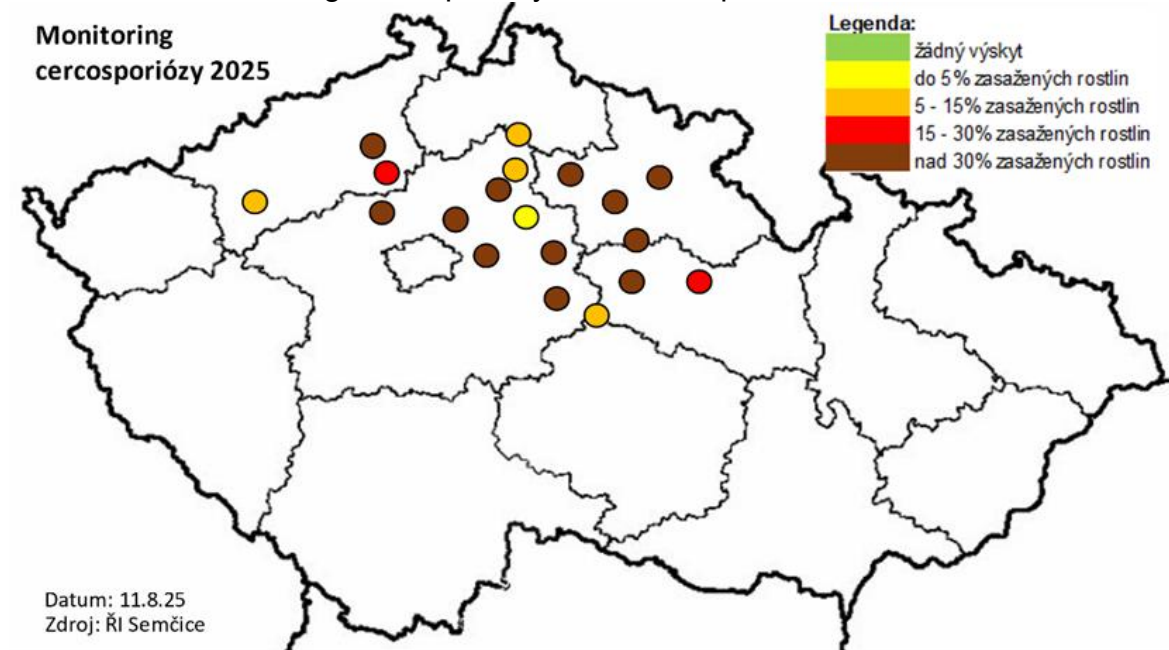 Monitoring
cercosporiózy 2025
Legenda:
žádný výskyt
do 5% zasažených rostlin
5 - 15% zasažených rostlin
15 - 30% zasažených rostlin
nad 30% zasažených rostlin
Datum: 11.8.25
Zdroj: ŘI Semčice